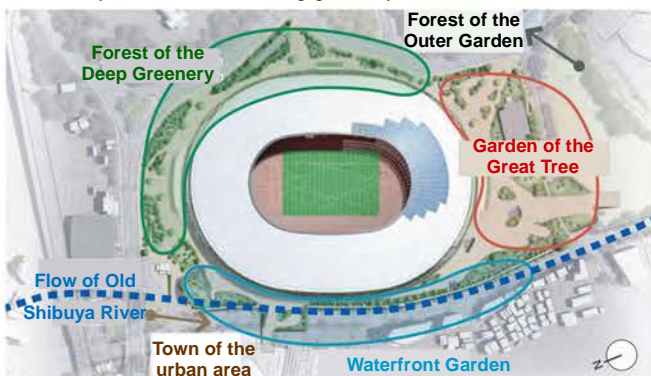 Forest of the
Outer Garden
Forest of the
Deep Greenery
Garden of the
Great Tree
Flow of Old
Shibuya River
Town of the
urban area
Waterfront Garden
Z